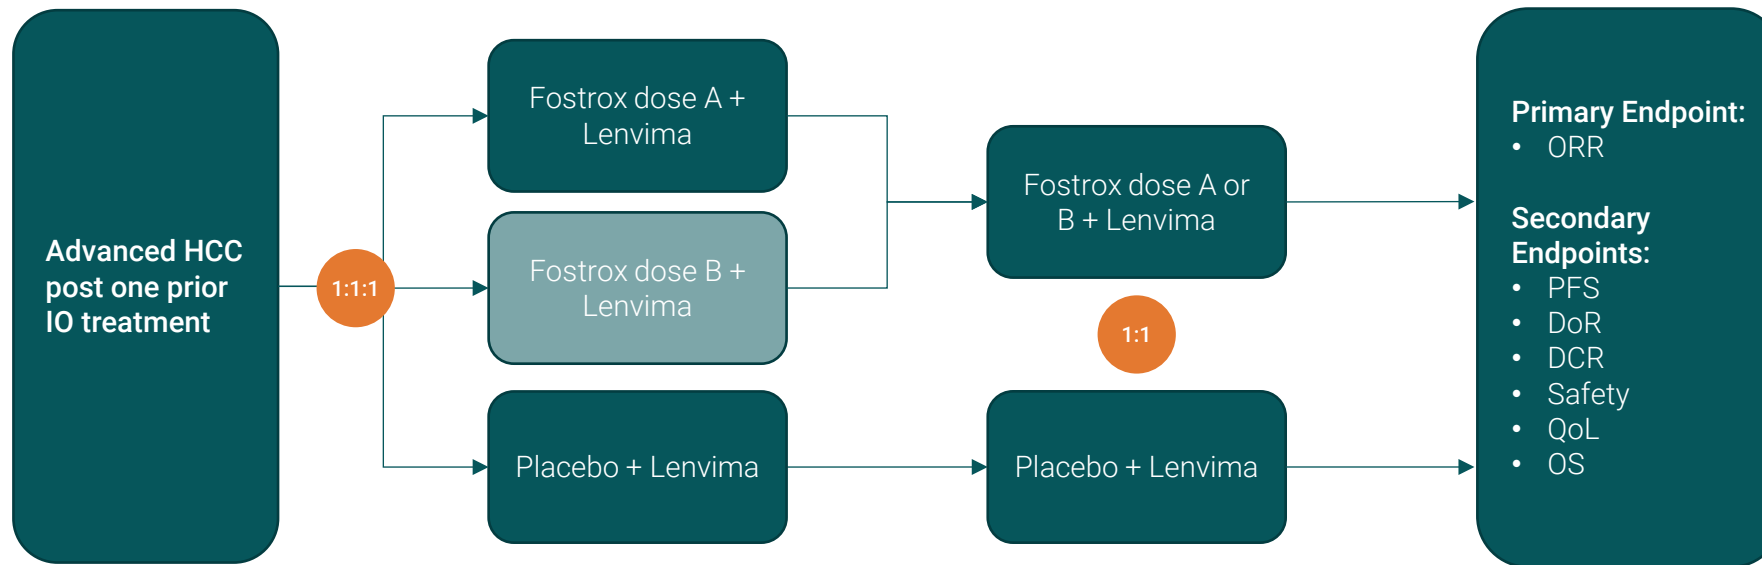 Advanced HCC
post one prior
IO treatment
1:1:1
Fostrox dose A +
Lenvima
Fostrox dose B +
Lenvima
Placebo + Lenvima
Fostrox dose A or
B + Lenvima
1:1
Placebo + Lenvima
Primary Endpoint:
• ORR
Secondary
Endpoints:
• PFS
• DoR
• DCR
• Safety
• QoL
• OS